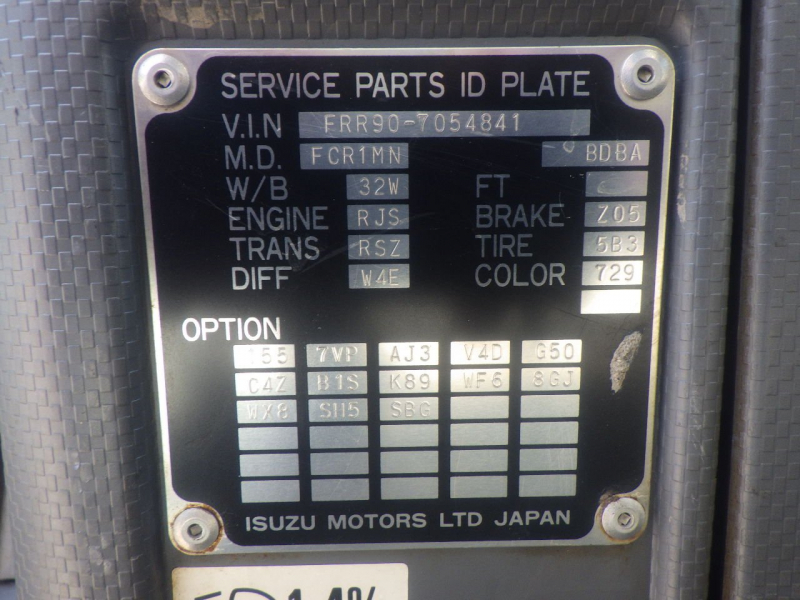 SERVICE PARTS ID PLATE
V.I.N FRR90-7054841
M.D. FCR1MN BDBA
W/B 32W FT
ENGINE RJS BRAKE Z05
TRANS RSZ TIRE 5B3
DIFF W4E COLOR 729
OPTION
155 7VP AJ3 V4D G50
C4Z B1S K89 WF6 8GJ
WX8 SH5 SBG
ISUZU MOTORS LTD JAPAN